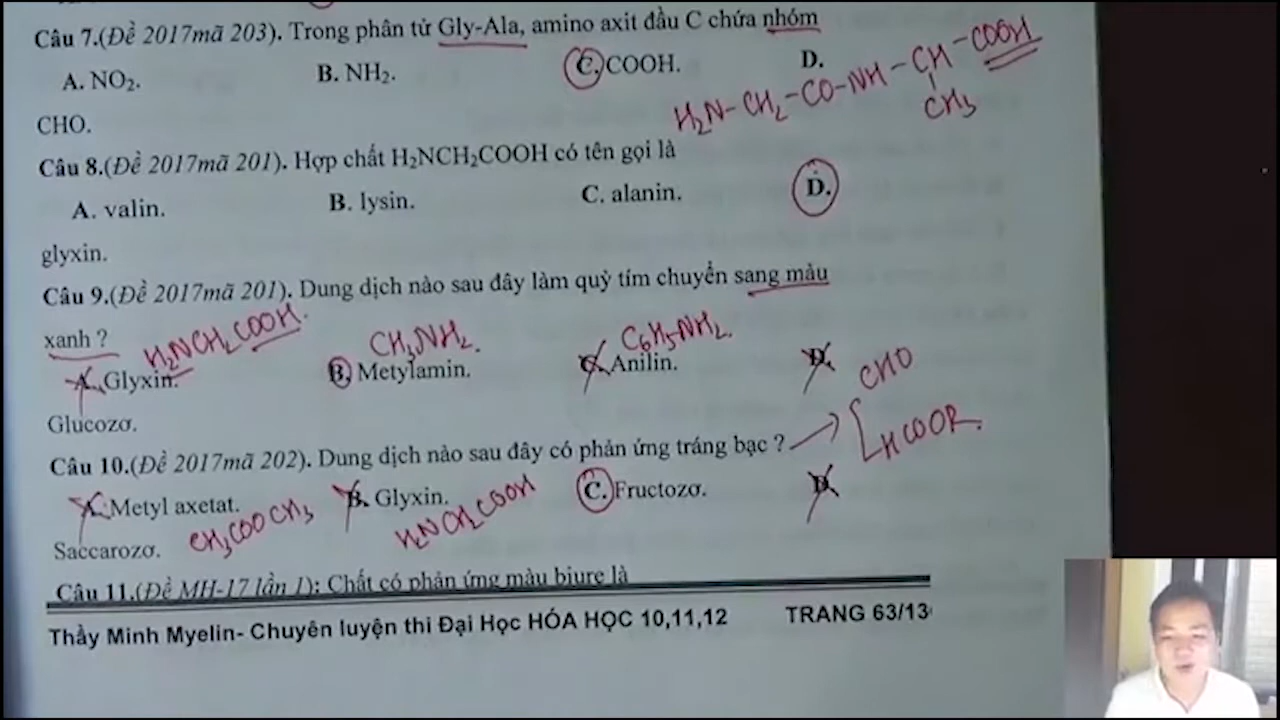 Câu 7.(Đề 2017mã 203). Trong phân tử Gly-Ala, amino axit đầu C chứa nhóm
A. NO₂. B. NH₂. C. COOH. D.
H₂N-CH₂-CO-NH-CH-COOH
CH₃
CHO.
Câu 8.(Đề 2017mã 201). Hợp chất H₂NCH₂COOH có tên gọi là
A. valin. B. lysin. C. alanin. D.
glyxin.
Câu 9.(Đề 2017mã 201). Dung dịch nào sau đây làm quỳ tím chuyển sang màu
xanh ?
H₂NCH₂COOH. CH₃NH₂. C₆H₅NH₂.
A. Glyxin. B. Metylamin. C. Anilin. D.
CHO
Glucozơ.
HCOOR.
Câu 10.(Đề 2017mã 202). Dung dịch nào sau đây có phản ứng tráng bạc ?
A. Metyl axetat. B. Glyxin. C. Fructozơ. D.
CH₃COOCH₃ H₂NCH₂COOH
Saccarozơ.
Câu 11.(Đề MH-17 lần 1): Chất có phản ứng màu biure là
Thầy Minh Myelin- Chuyên luyện thi Đại Học HÓA HỌC 10,11,12 TRANG 63/13